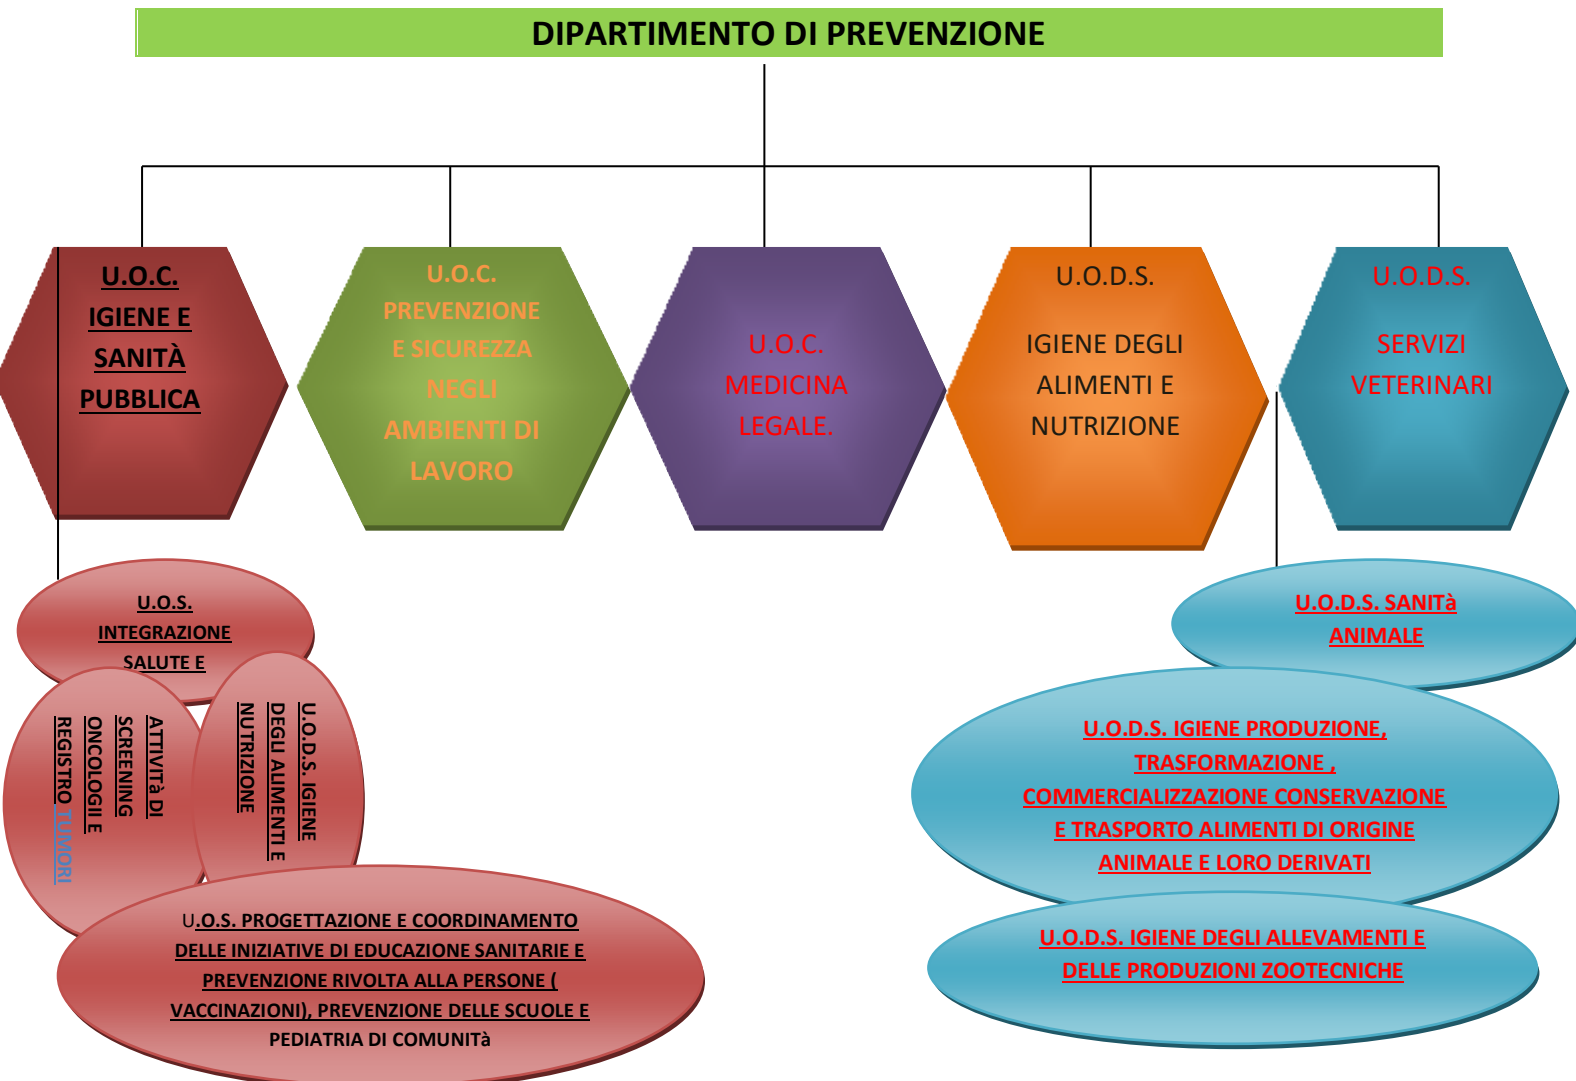 DIPARTIMENTO DI PREVENZIONE
U.O.C.
IGIENE E
SANITÀ
PUBBLICA
U.O.C.
PREVENZIONE
E SICUREZZA
NEGLI
AMBIENTI DI
LAVORO
U.O.C.
MEDICINA
LEGALE.
U.O.D.S.
IGIENE DEGLI
ALIMENTI E
NUTRIZIONE
U.O.D.S.
SERVIZI
VETERINARI
U.O.S.
INTEGRAZIONE
SALUTE E
ATTIVITà DI
SCREENING
ONCOLOGII E
REGISTRO TUMORI
U.O.D.S. IGIENE
DEGLI ALIMENTI E
NUTRIZIONE
U.O.S. PROGETTAZIONE E COORDINAMENTO
DELLE INIZIATIVE DI EDUCAZIONE SANITARIE E
PREVENZIONE RIVOLTA ALLA PERSONE (
VACCINAZIONI), PREVENZIONE DELLE SCUOLE E
PEDIATRIA DI COMUNITà
U.O.D.S. SANITà
ANIMALE
U.O.D.S. IGIENE PRODUZIONE,
TRASFORMAZIONE ,
COMMERCIALIZZAZIONE CONSERVAZIONE
E TRASPORTO ALIMENTI DI ORIGINE
ANIMALE E LORO DERIVATI
U.O.D.S. IGIENE DEGLI ALLEVAMENTI E
DELLE PRODUZIONI ZOOTECNICHE